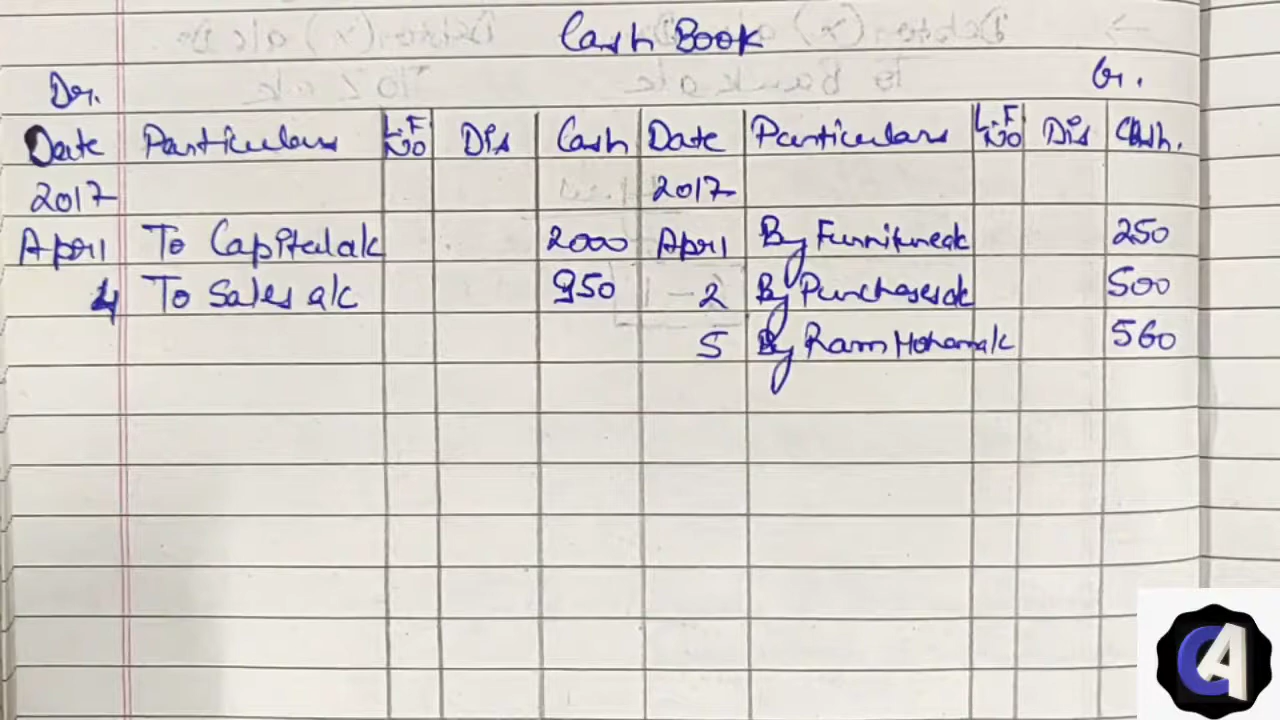 Cash Book
Dr. Cr.
Date Particulars L.F No Dis Cash Date Particulars L.F No Dis Cash.
2017 2017
April To Capital a/c 2000 April By Furniture a/c 250
4 To Sales a/c 950 2 By Purchases a/c 500
5 By Ram Mohan a/c 560
CA